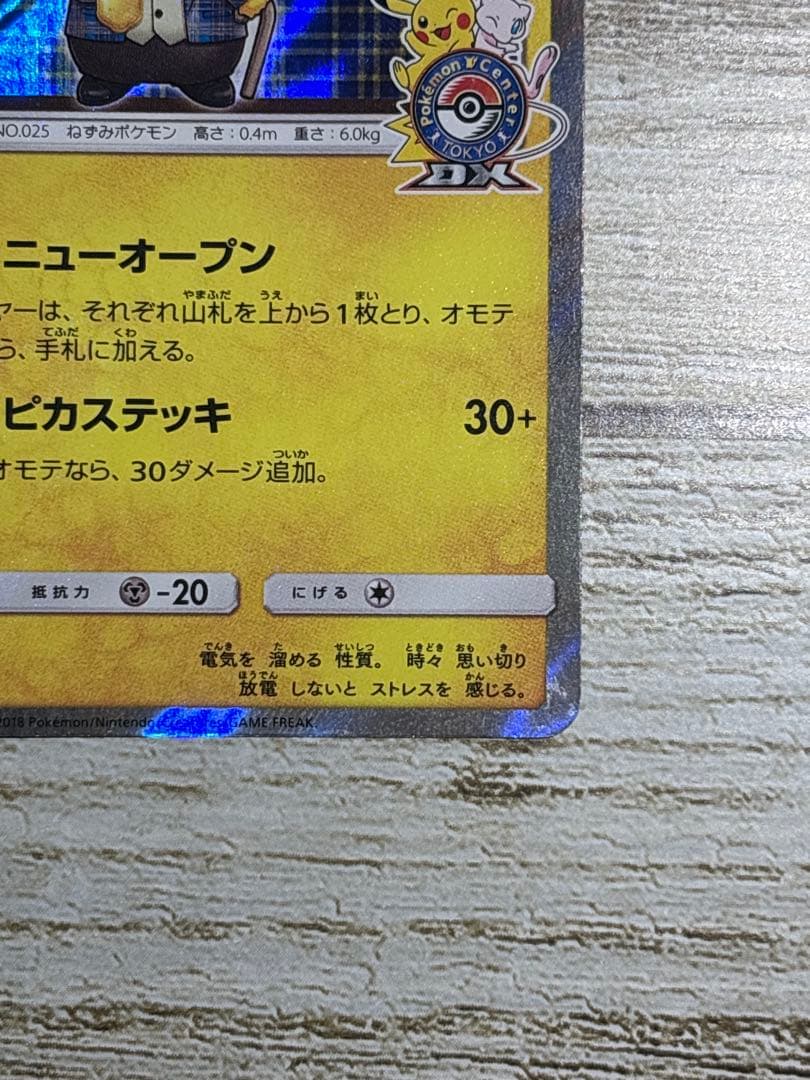 Pokémon Center
TOKYO
DX
NO.025 ねずみポケモン 高さ：0.4m 重さ：6.0kg
ニューオープン
ヤーは、それぞれ山札を上から1枚とり、オモテ
ら、手札に加える。
ピカステッキ 30+
オモテなら、30ダメージ追加。
抵抗力 -20 にげる
電気を 溜める 性質。 時々 思い切り
放電 しないと ストレスを 感じる。
2018 Pokémon/Nintendo/Creatures/GAME FREAK.